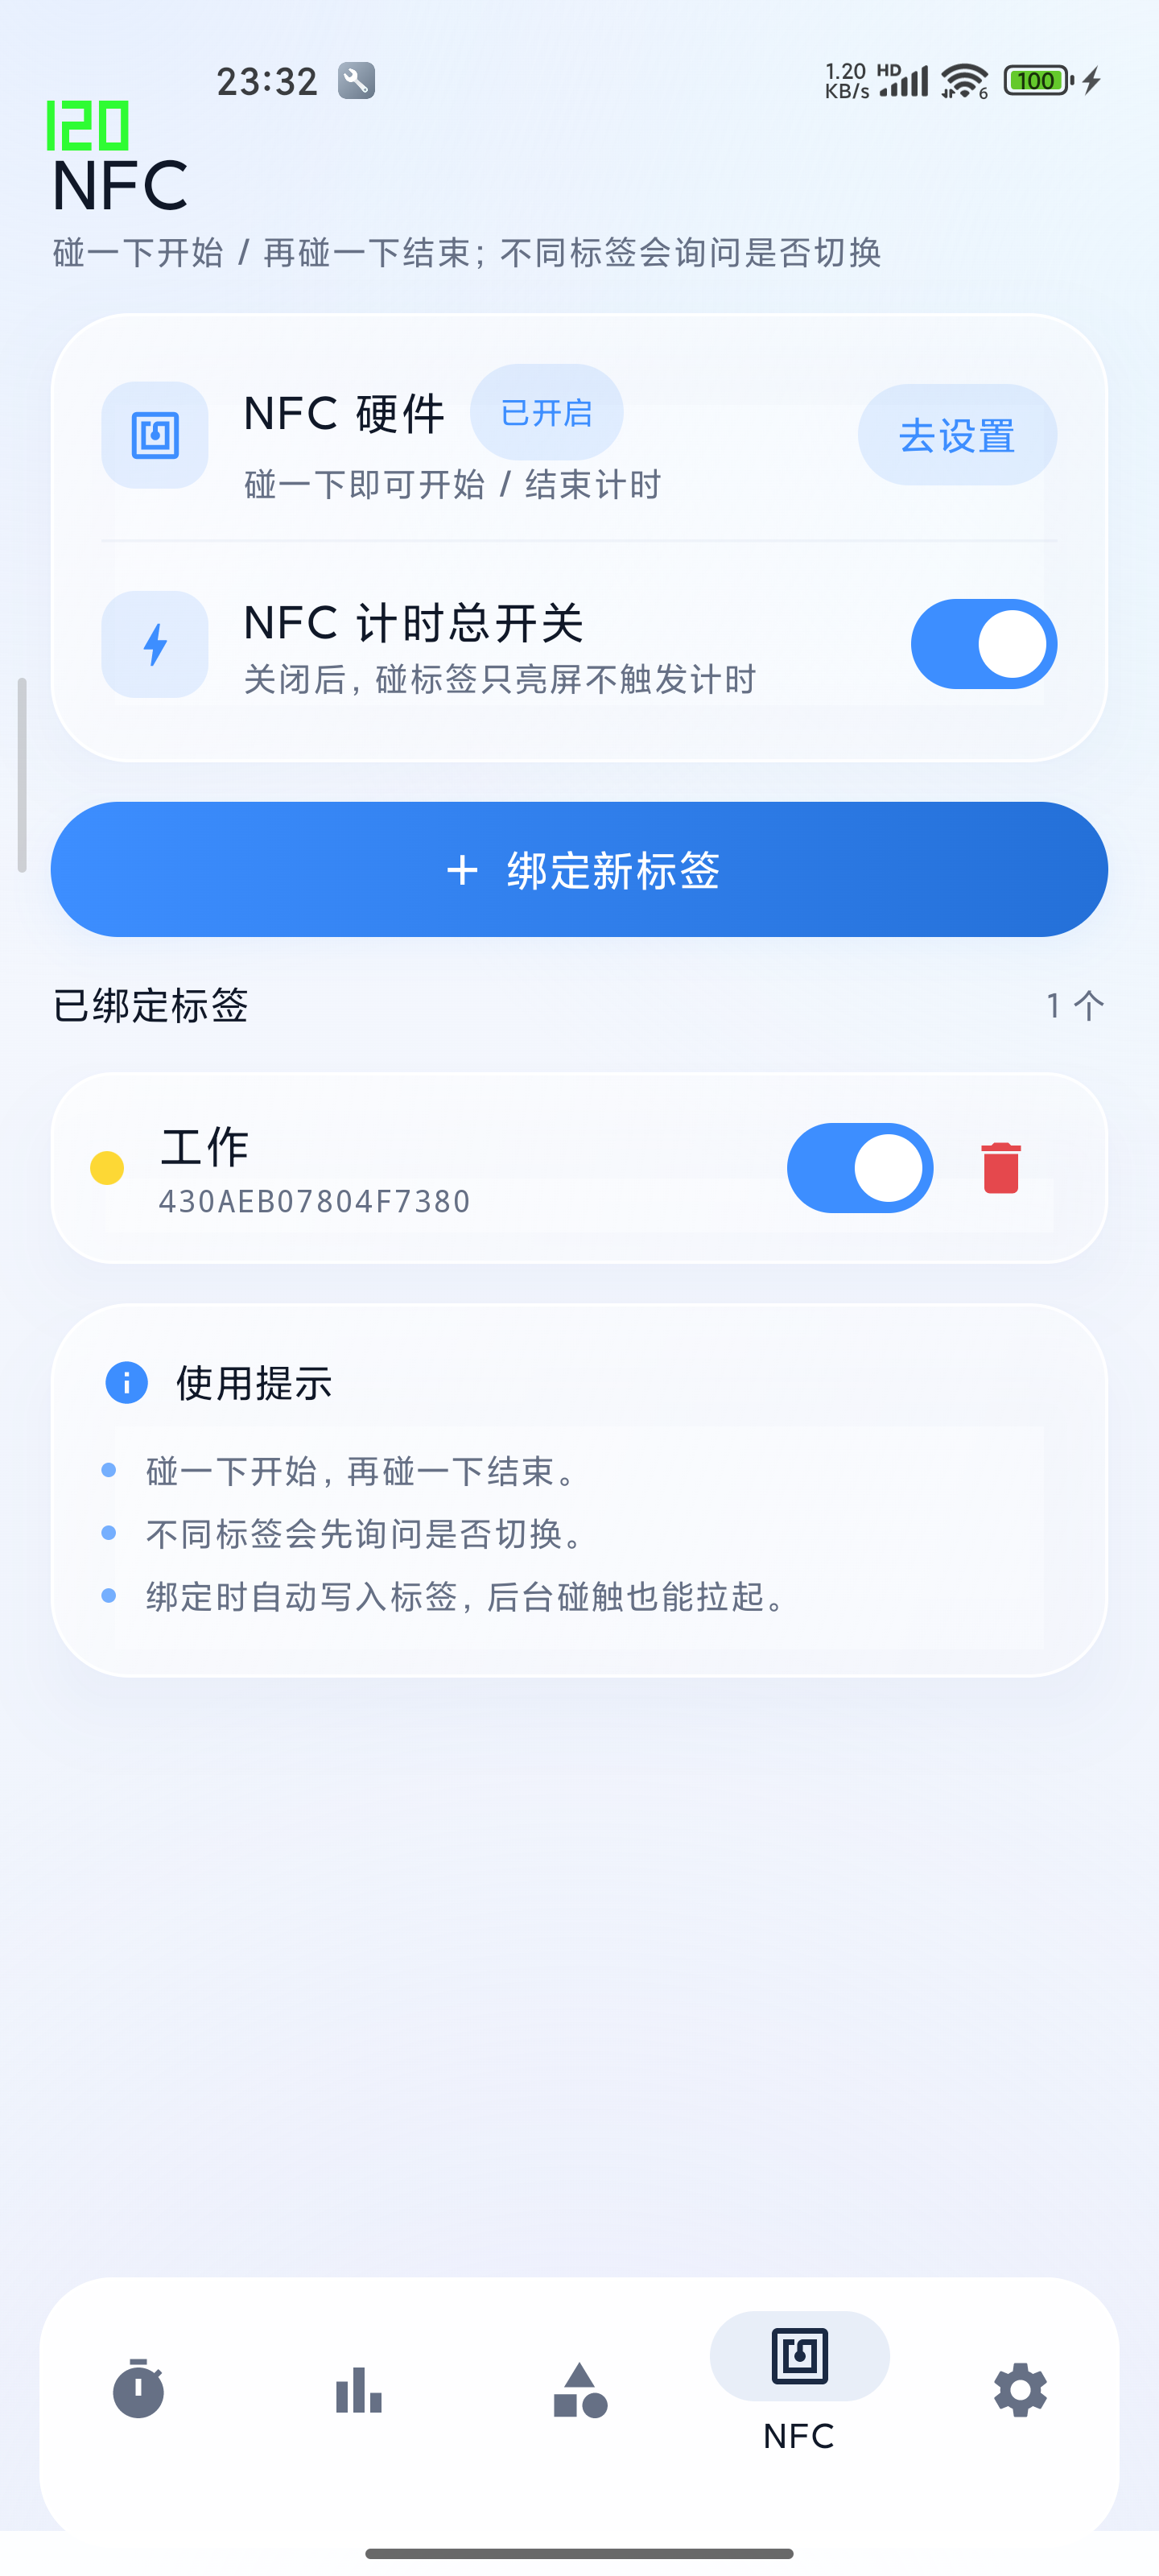 23:32
1.20 KB/s HD 6 100
120
NFC
碰一下开始 / 再碰一下结束; 不同标签会询问是否切换
NFC 硬件 已开启
去设置
碰一下即可开始 / 结束计时
NFC 计时总开关
关闭后, 碰标签只亮屏不触发计时
+ 绑定新标签
已绑定标签 1 个
工作
430AEB07804F7380
使用提示
碰一下开始, 再碰一下结束。
不同标签会先询问是否切换。
绑定时自动写入标签, 后台碰触也能拉起。
NFC